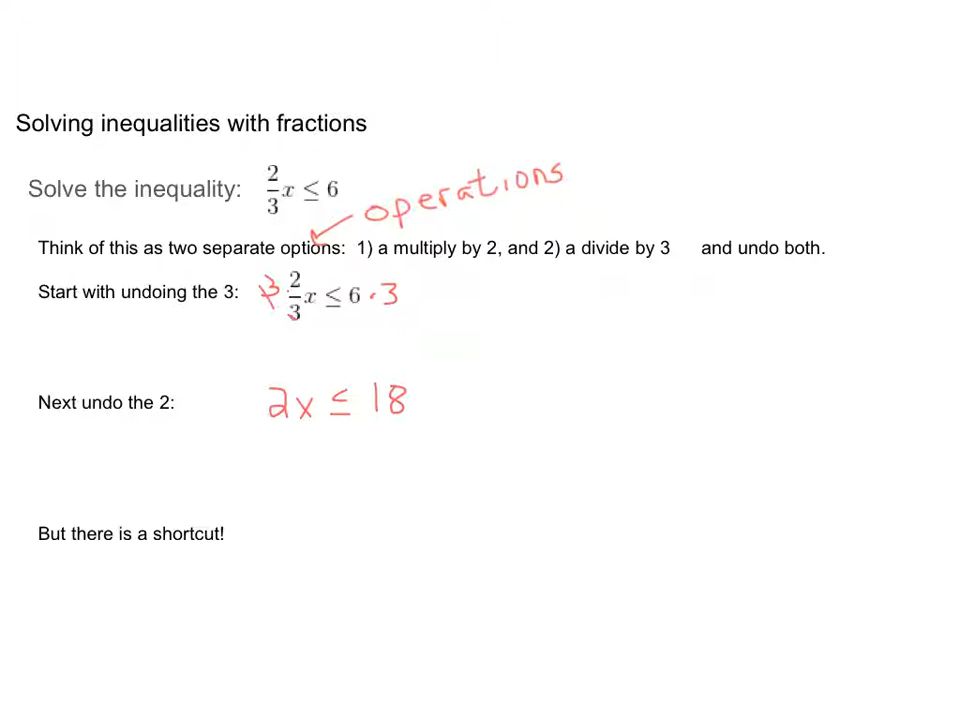 Solving inequalities with fractions
Solve the inequality: 2/3 x ≤ 6
operations
Think of this as two separate options: 1) a multiply by 2, and 2) a divide by 3 and undo both.
Start with undoing the 3: 3 · 2/3 x ≤ 6 · 3
Next undo the 2: 2x ≤ 18
But there is a shortcut!